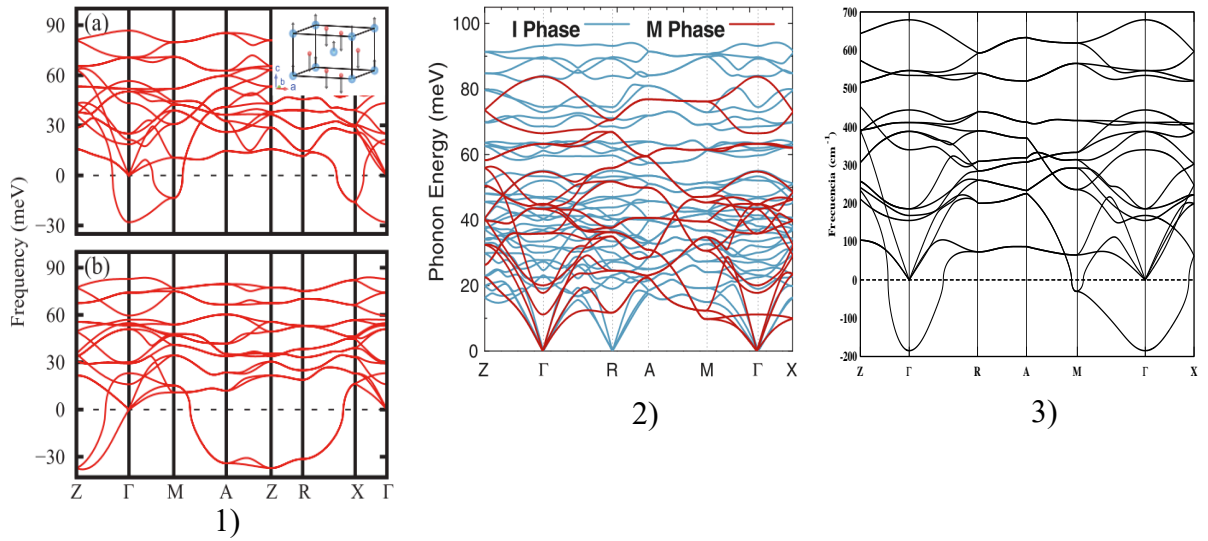 (a)
90
60
30
0
−30
c
b
a
Frequency (meV)
(b)
90
60
30
0
−30
Z Γ M A Z R X Γ
1)
I Phase M Phase
100
80
60
40
20
0
Phonon Energy (meV)
Z Γ R A M Γ X
2)
700
600
500
400
300
200
100
0
-100
-200
Frecuencia (cm -1)
Z Γ R A M Γ X
3)